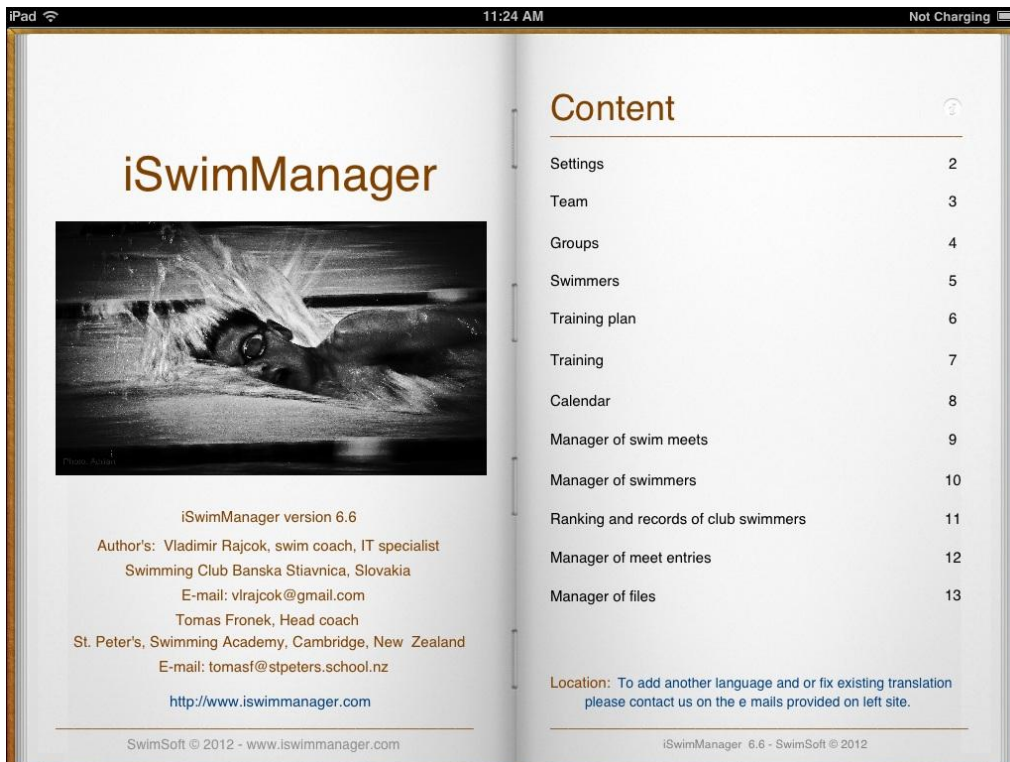 iPad
11:24 AM
Not Charging
iSwimManager
Photo: Adrian
iSwimManager version 6.6
Author's: Vladimir Rajcok, swim coach, IT specialist
Swimming Club Banska Stiavnica, Slovakia
E-mail: vlrajcok@gmail.com
Tomas Fronek, Head coach
St. Peter's, Swimming Academy, Cambridge, New Zealand
E-mail: tomasf@stpeters.school.nz
http://www.iswimmanager.com
SwimSoft © 2012 - www.iswimmanager.com
Content
Settings 2
Team 3
Groups 4
Swimmers 5
Training plan 6
Training 7
Calendar 8
Manager of swim meets 9
Manager of swimmers 10
Ranking and records of club swimmers 11
Manager of meet entries 12
Manager of files 13
Location: To add another language and or fix existing translation
please contact us on the e mails provided on left site.
iSwimManager 6.6 - SwimSoft © 2012